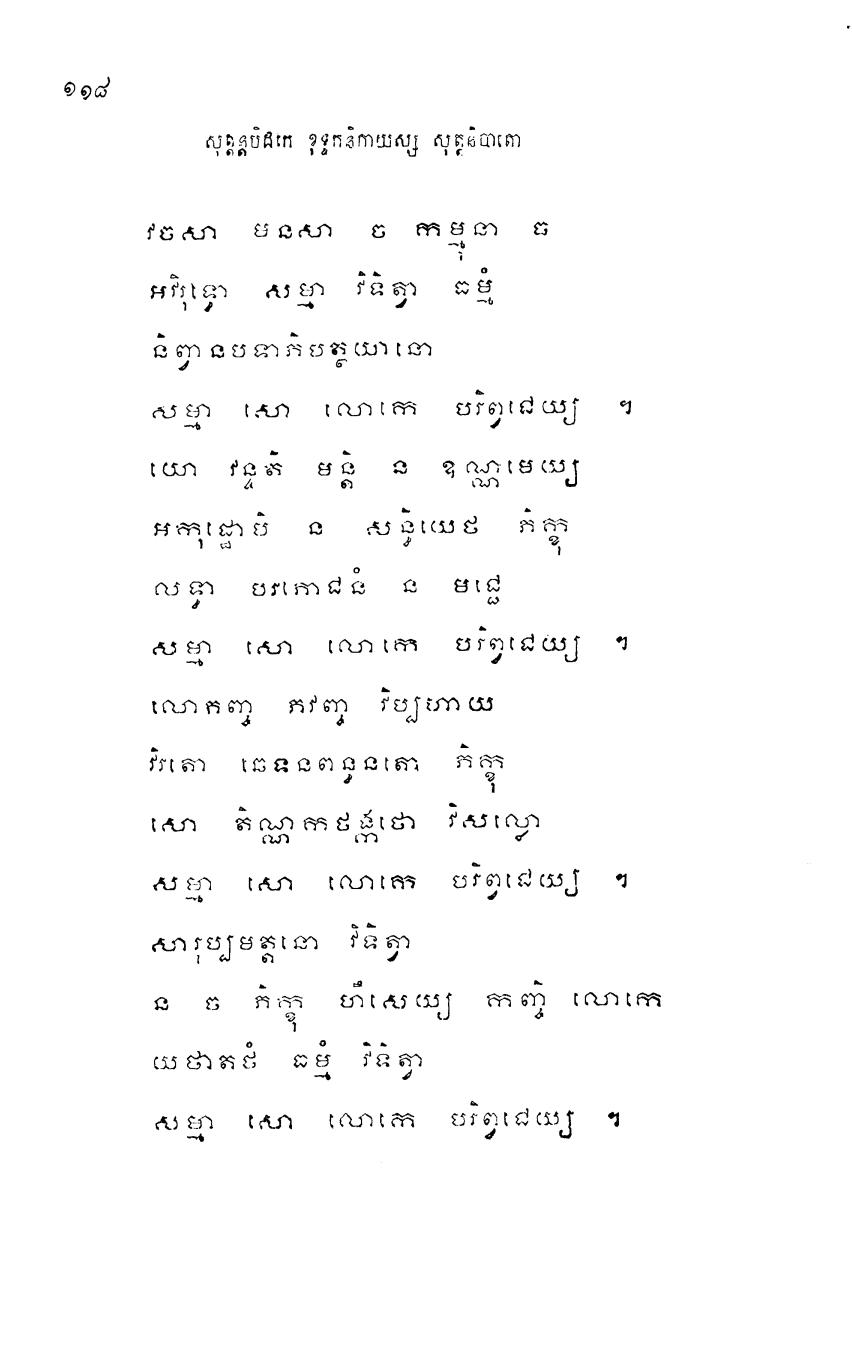 ១១៨
សុត្តន្តបិដកេ ខុទ្ទកនិកាយស្ស សុត្តនិបាតោ
វចសា មនសា ច កម្មុនា ច
អវិរុទ្ធោ សម្មា វិទិត្វា ធម្មំ
និព្វានបទាភិបត្ថយានោ
សម្មា សោ លោកេ បរិព្វជេយ្យ ។
យោ វន្ទតិ មន្តិ ន ឧណ្ណមេយ្យ
អក្កុដ្ឋោបិ ន សន្ធិយេថ ភិក្ខុ
លទ្ធា បរភោជនំ ន មជ្ជេ
សម្មា សោ លោកេ បរិព្វជេយ្យ ។
លោភញ្ច ភវញ្ច វិប្បហាយ
វិរតោ ឆេទនពន្ធនតោ ភិក្ខុ
សោ តិណ្ណកថង្កថោ វិសល្លោ
សម្មា សោ លោកេ បរិព្វជេយ្យ ។
សារុប្បមត្តនោ វិទិត្វា
ន ច ភិក្ខុ ហឹសេយ្យ កញ្ចិ លោកេ
យថាតថំ ធម្មំ វិទិត្វា
សម្មា សោ លោកេ បរិព្វជេយ្យ ។